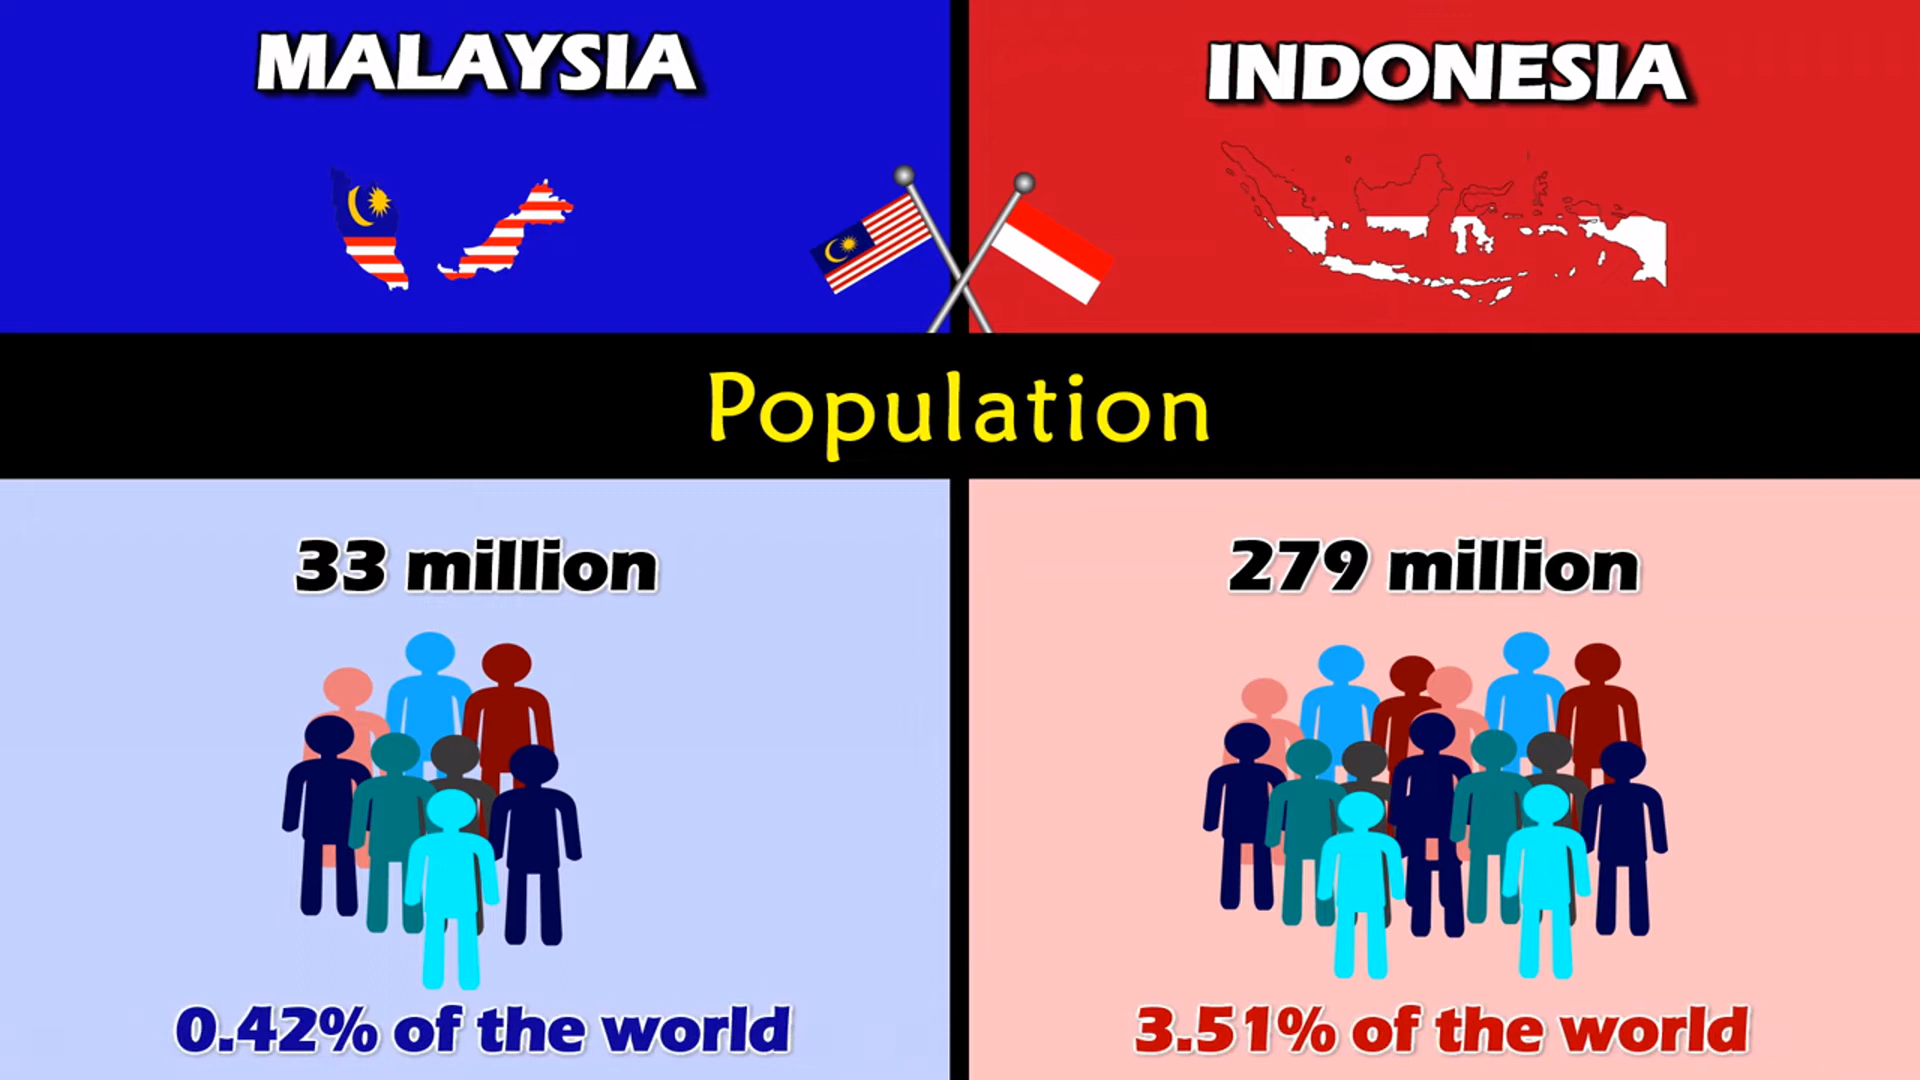 MALAYSIA
INDONESIA
Population
33 million
279 million
0.42% of the world
3.51% of the world